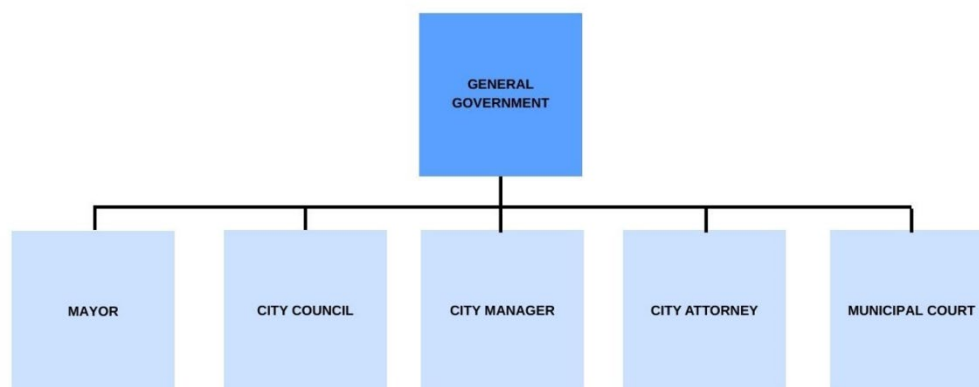 GENERAL
GOVERNMENT
MAYOR
CITY COUNCIL
CITY MANAGER
CITY ATTORNEY
MUNICIPAL COURT